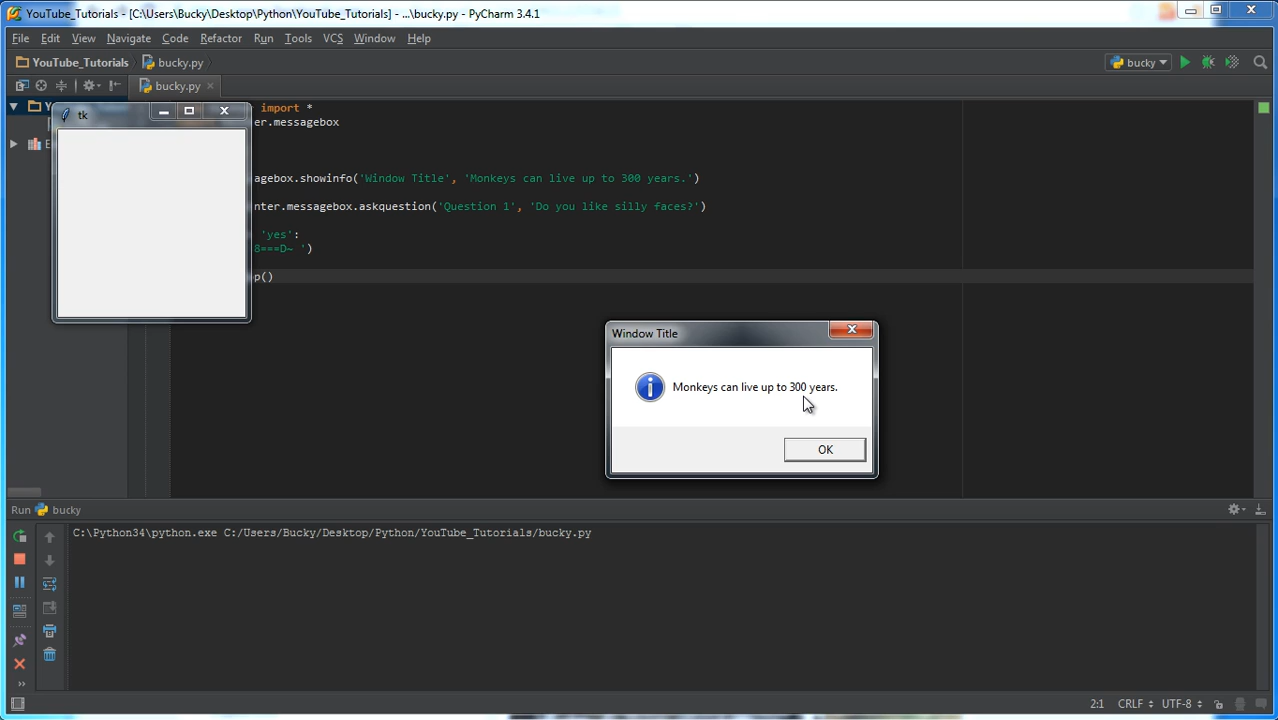 YouTube_Tutorials - [C:\Users\Bucky\Desktop\Python\YouTube_Tutorials] - ...\bucky.py - PyCharm 3.4.1
File Edit View Navigate Code Refactor Run Tools VCS Window Help
YouTube_Tutorials bucky.py bucky
bucky.py
tk
import *
er.messagebox
agebox.showinfo('Window Title', 'Monkeys can live up to 300 years.')
nter.messagebox.askquestion('Question 1', 'Do you like silly faces?')
'yes':
8===D~ ')
p()
Window Title
Monkeys can live up to 300 years.
OK
Run bucky
C:\Python34\python.exe C:/Users/Bucky/Desktop/Python/YouTube_Tutorials/bucky.py
2:1 CRLF UTF-8